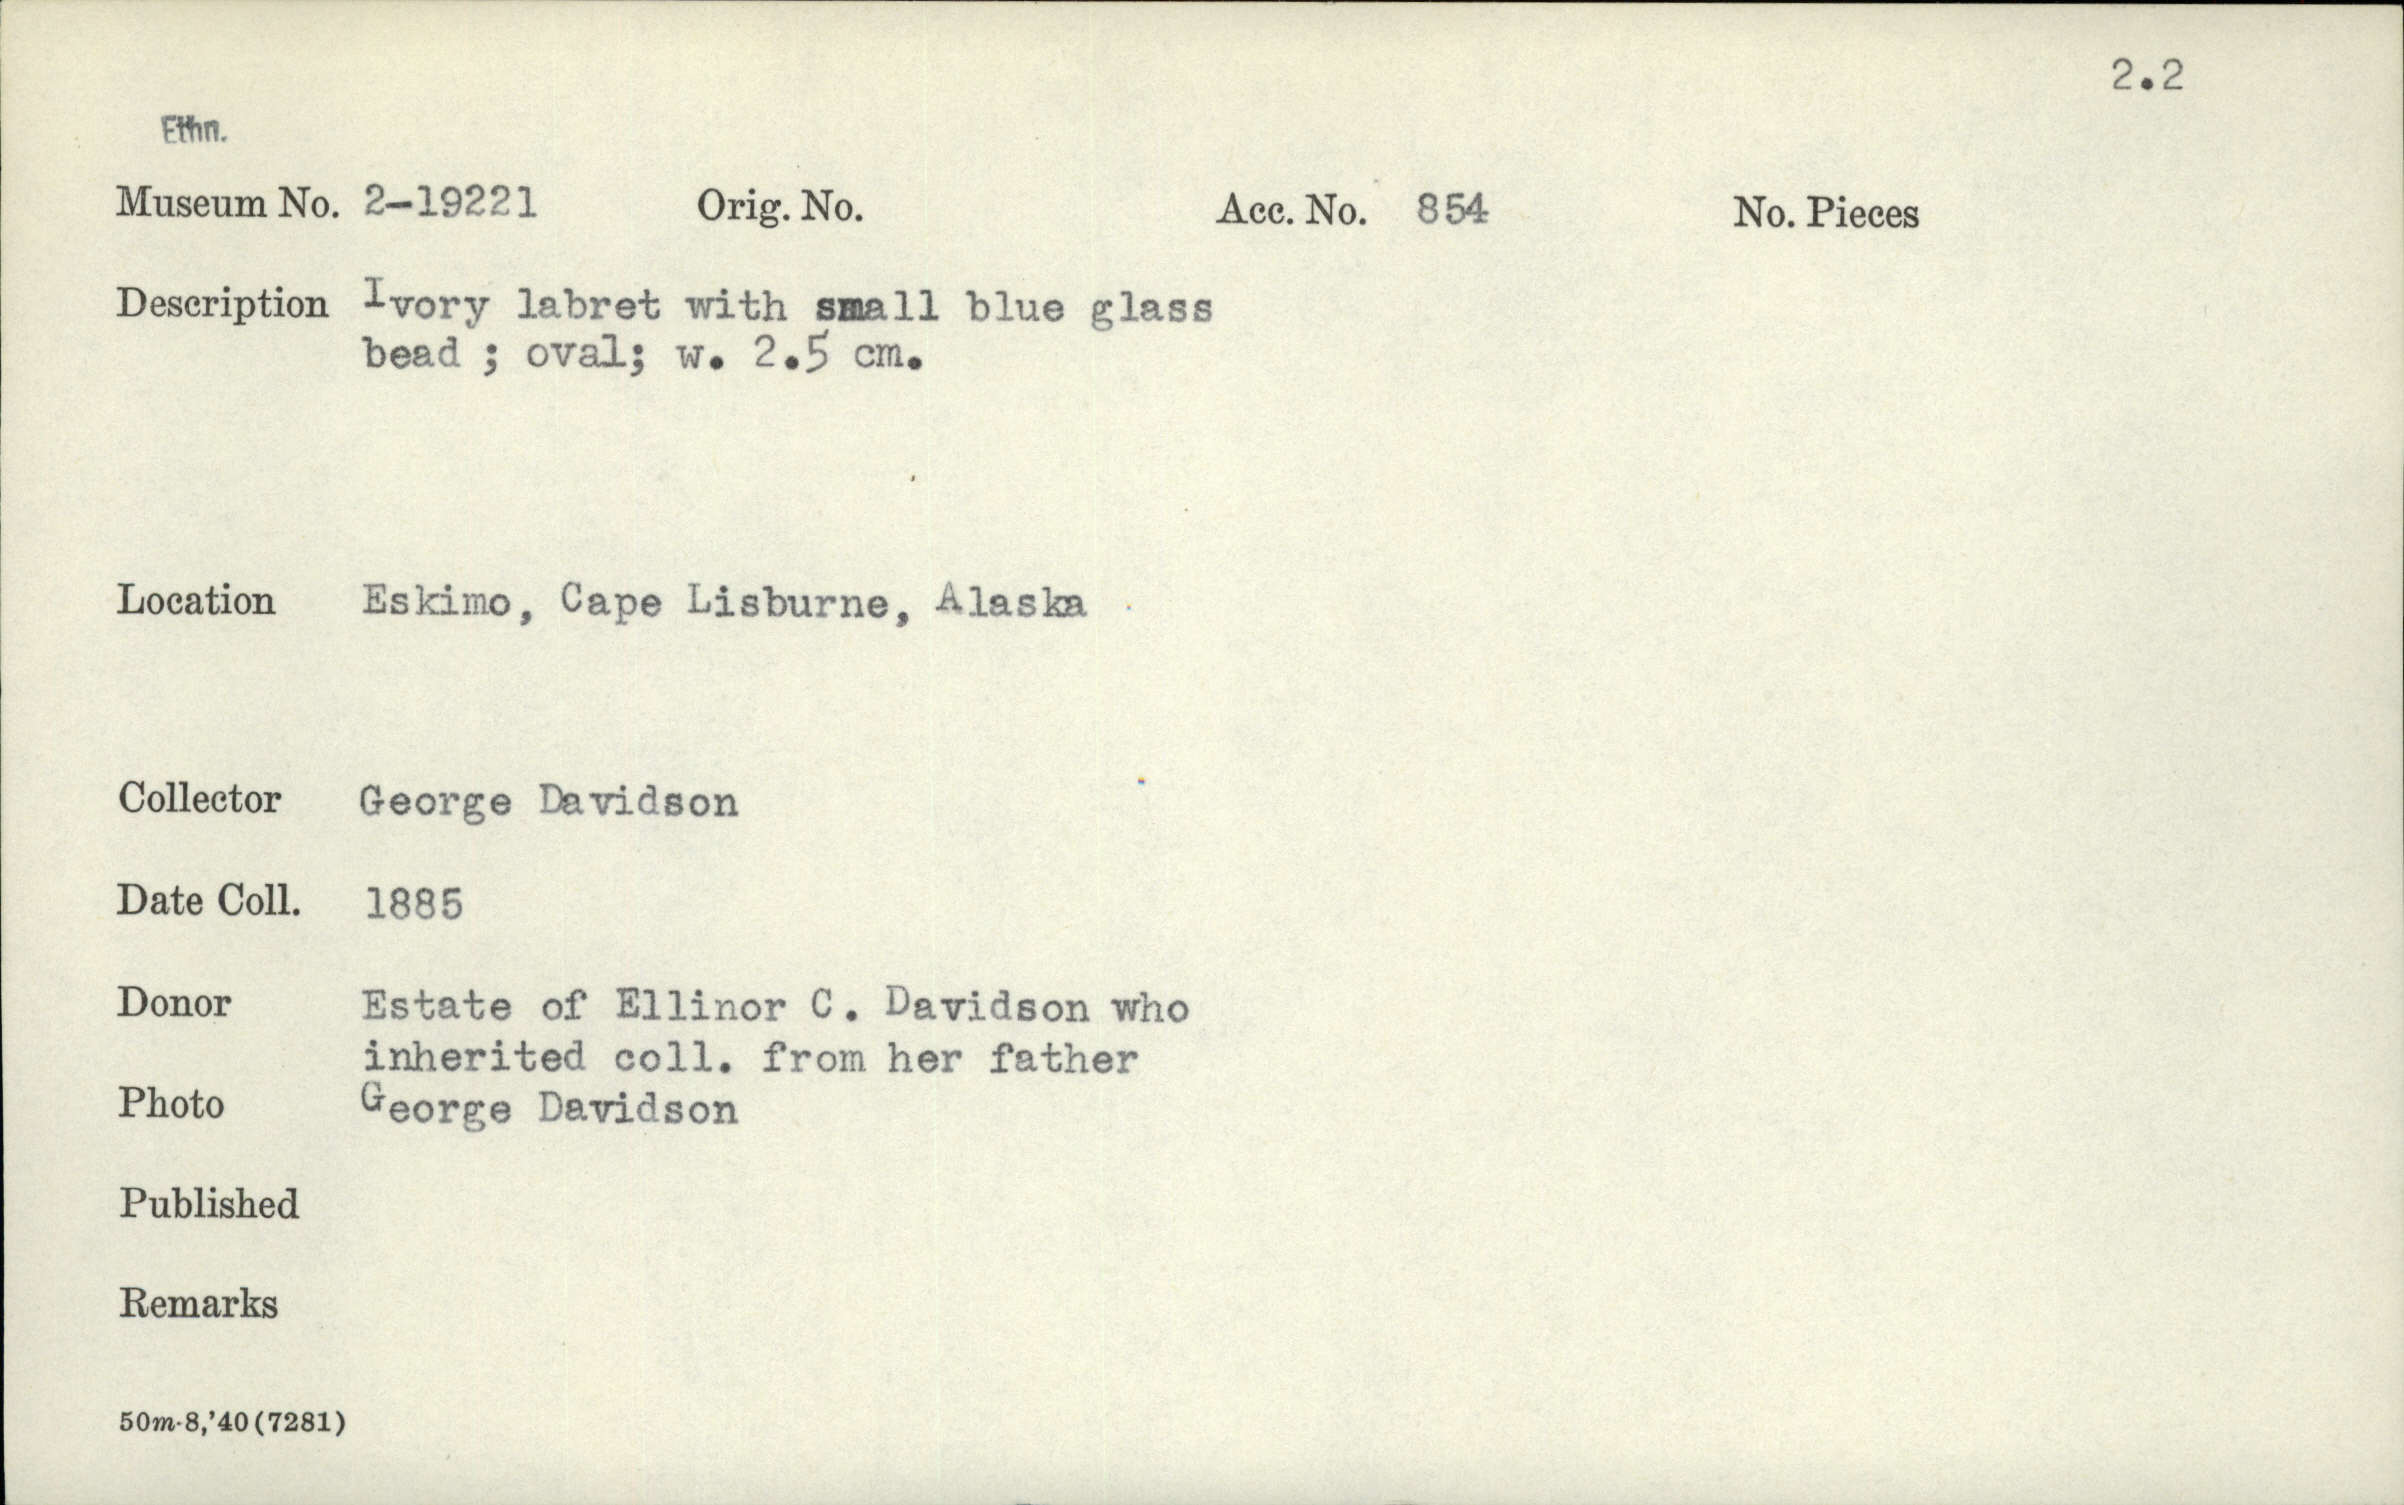 2.2
Ethn.
Museum No. 2-19221 Orig. No. Acc. No. 854 No. Pieces
Description Ivory labret with small blue glass
bead ; oval; w. 2.5 cm.
Location Eskimo, Cape Lisburne, Alaska
Collector George Davidson
Date Coll. 1885
Donor Estate of Ellinor C. Davidson who
inherited coll. from her father
Photo George Davidson
Published
Remarks
50m-8,'40(7281)